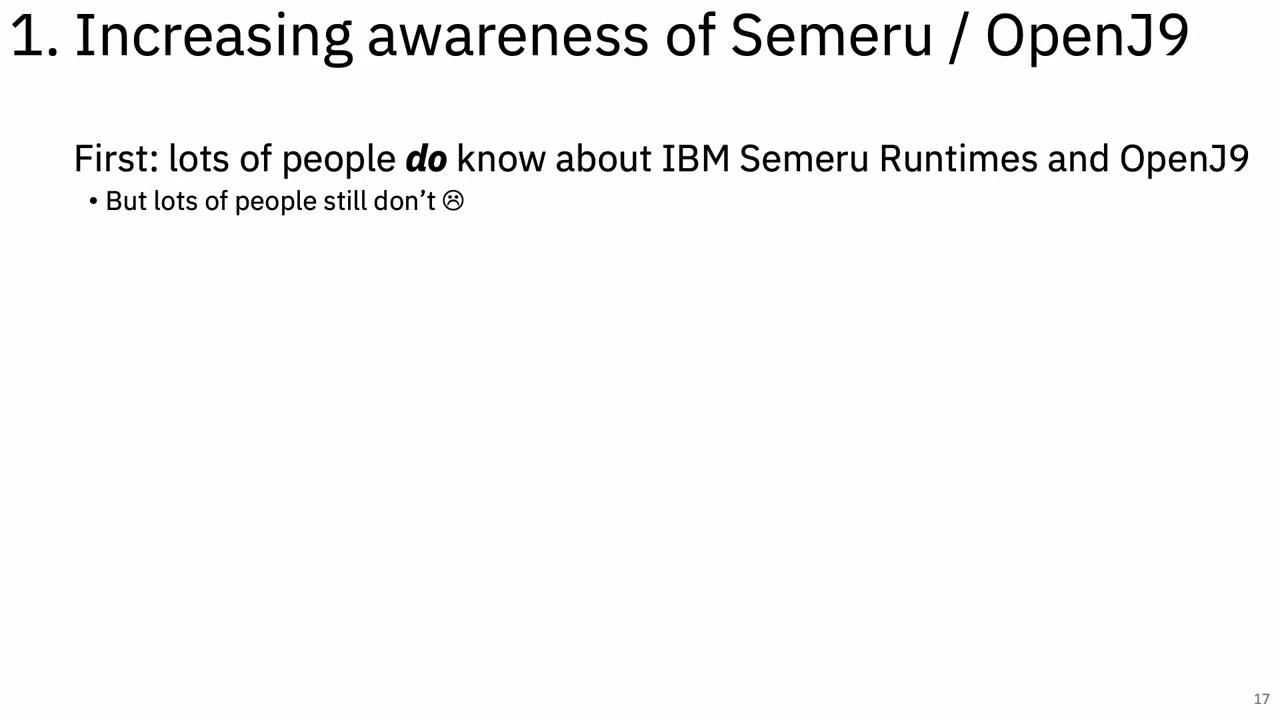 1. Increasing awareness of Semeru / OpenJ9
First: lots of people do know about IBM Semeru Runtimes and OpenJ9
• But lots of people still don’t ☹
17